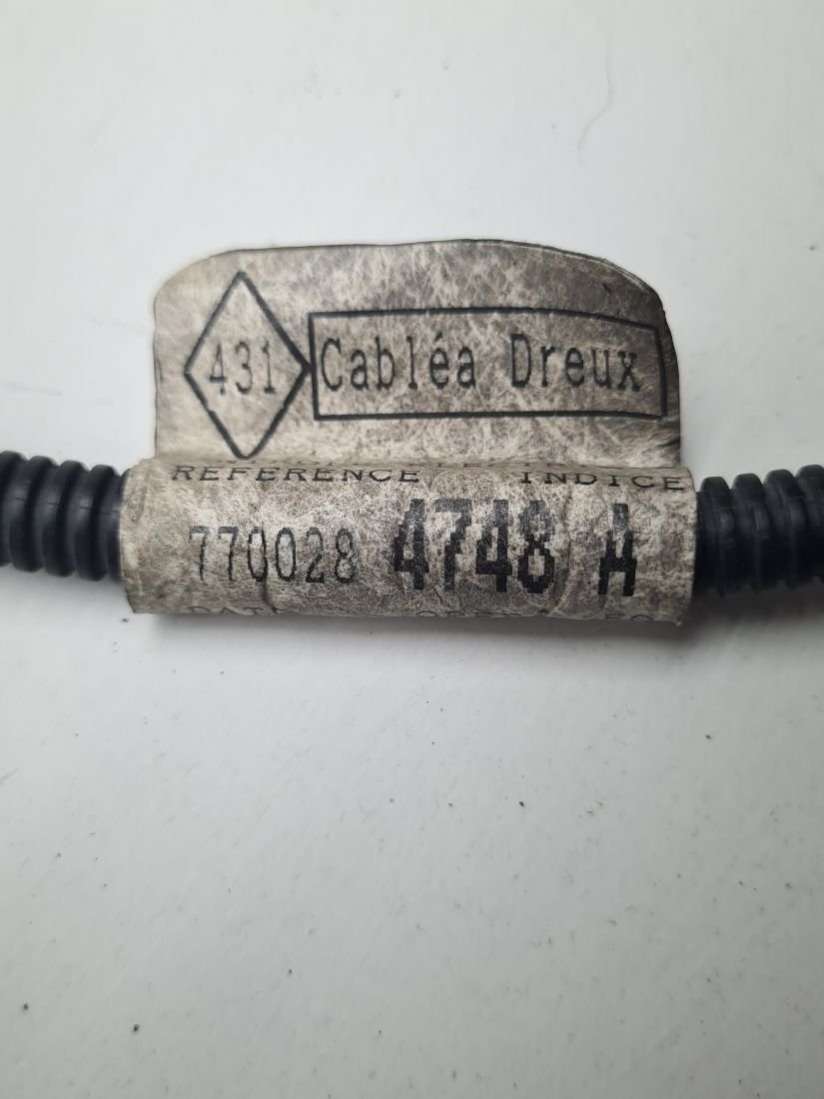 431 Cabléa Dreux
REFERENCE INDICE
770028 4748 A